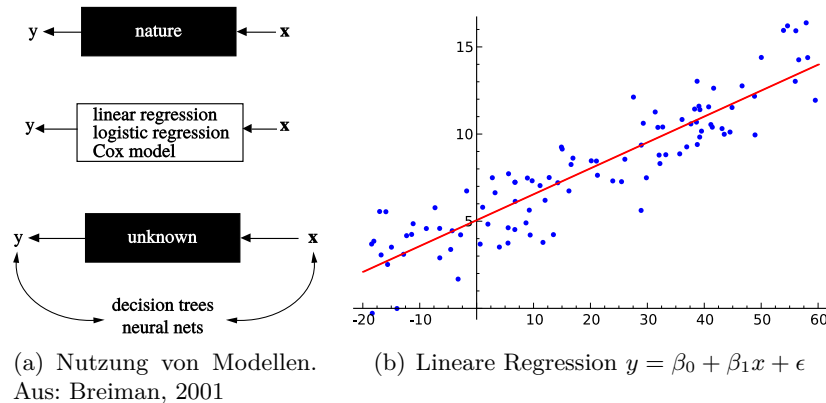 y
nature
x
y
linear regression
logistic regression
Cox model
x
y
unknown
x
decision trees
neural nets
(a) Nutzung von Modellen.
Aus: Breiman, 2001
15
10
5
-20 -10 0 10 20 30 40 50 60
(b) Lineare Regression y = β₀ + β₁x + ϵ